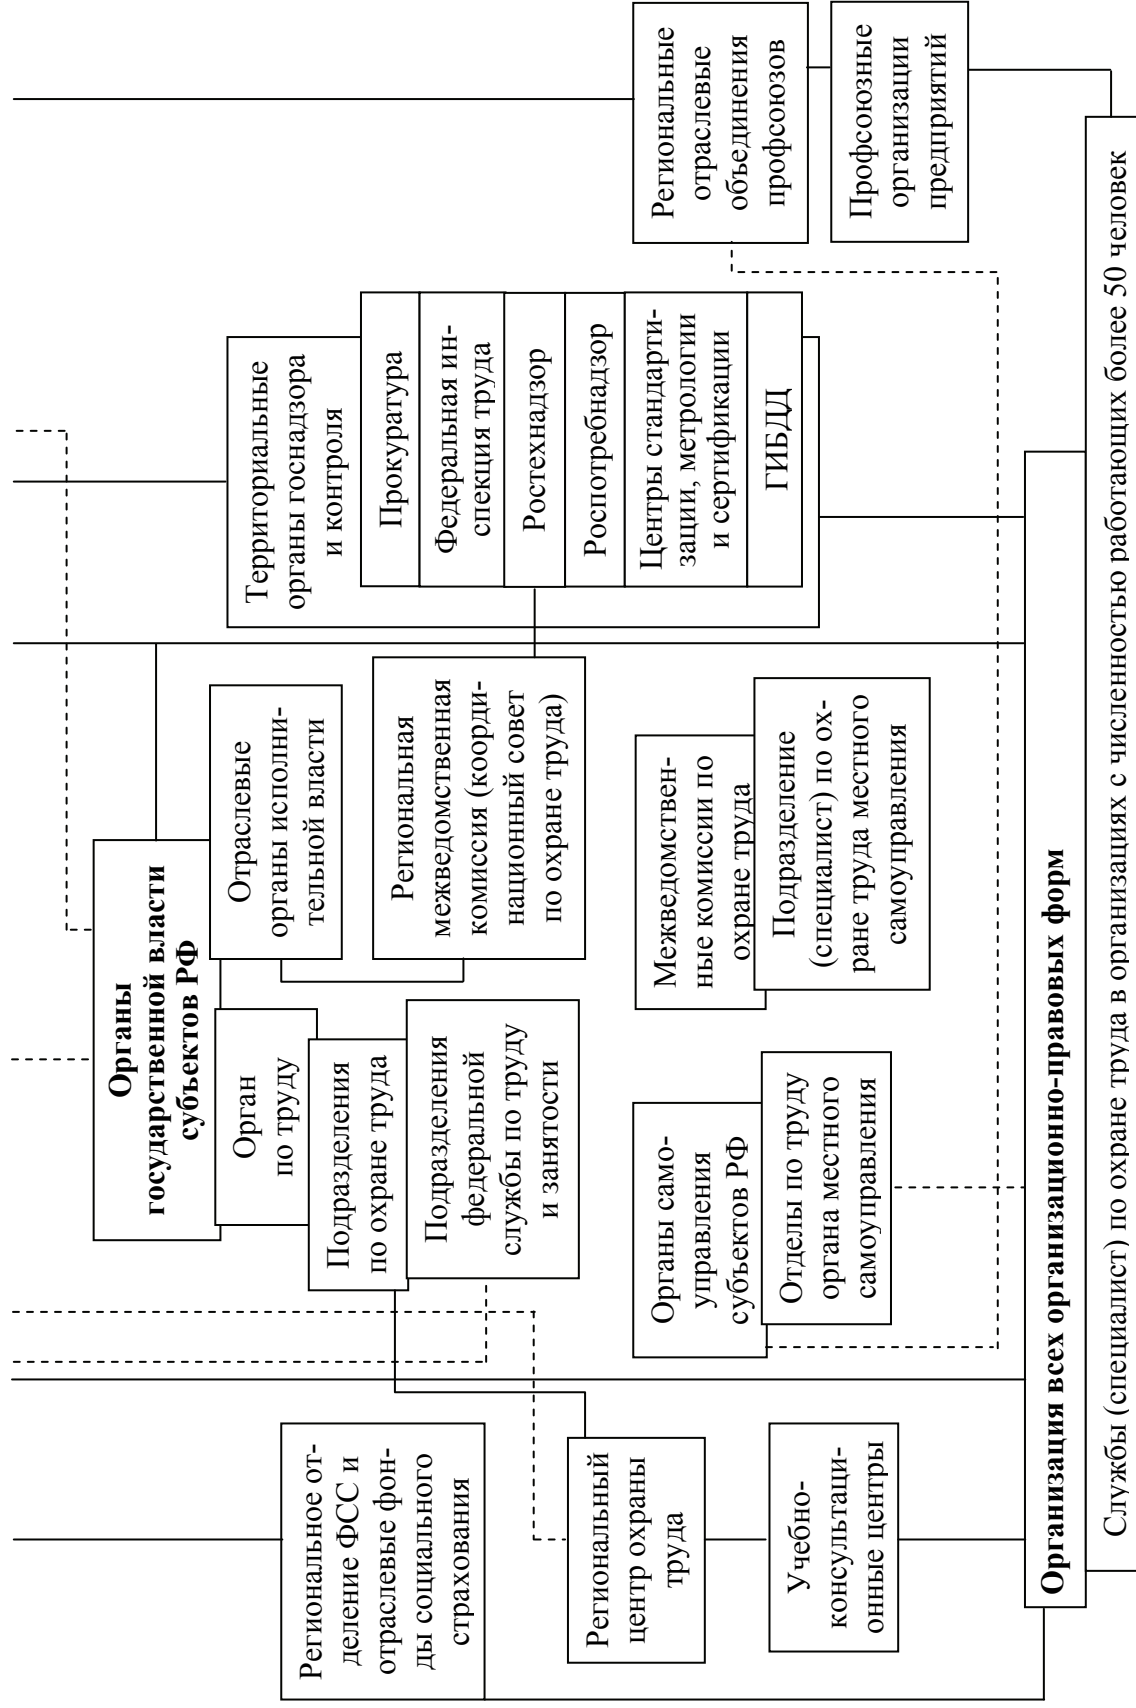 Региональное от-
деление ФСС и
отраслевые фон-
ды социального
страхования
Региональный
центр охраны
труда
Учебно-
консультаци-
онные центры
Органы
государственной власти
субъектов РФ
Орган
по труду
Подразделения
по охране труда
Подразделения
федеральной
службы по труду
и занятости
Отраслевые
органы исполни-
тельной власти
Региональная
межведомственная
комиссия (коорди-
национный совет
по охране труда)
Органы само-
управления
субъектов РФ
Отделы по труду
органа местного
самоуправления
Межведомствен-
ные комиссии по
охране труда
Подразделение
(специалист) по ох-
ране труда местного
самоуправления
Территориальные
органы госнадзора
и контроля
Прокуратура
Федеральная ин-
спекция труда
Ростехнадзор
Роспотребнадзор
Центры стандарти-
зации, метрологии
и сертификации
ГИБДД
Региональные
отраслевые
объединения
профсоюзов
Профсоюзные
организации
предприятий
Организация всех организационно-правовых форм
Службы (специалист) по охране труда в организациях с численностью работающих более 50 человек